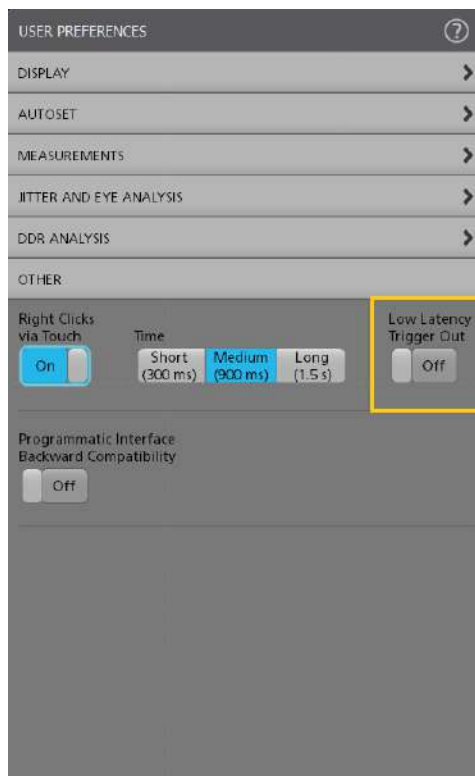 USER PREFERENCES
?
DISPLAY
AUTOSET
MEASUREMENTS
JITTER AND EYE ANALYSIS
DDR ANALYSIS
OTHER
Right Clicks
via Touch
On
Time
Short
(300 ms)
Medium
(900 ms)
Long
(1.5 s)
Low Latency
Trigger Out
Off
Programmatic Interface
Backward Compatibility
Off